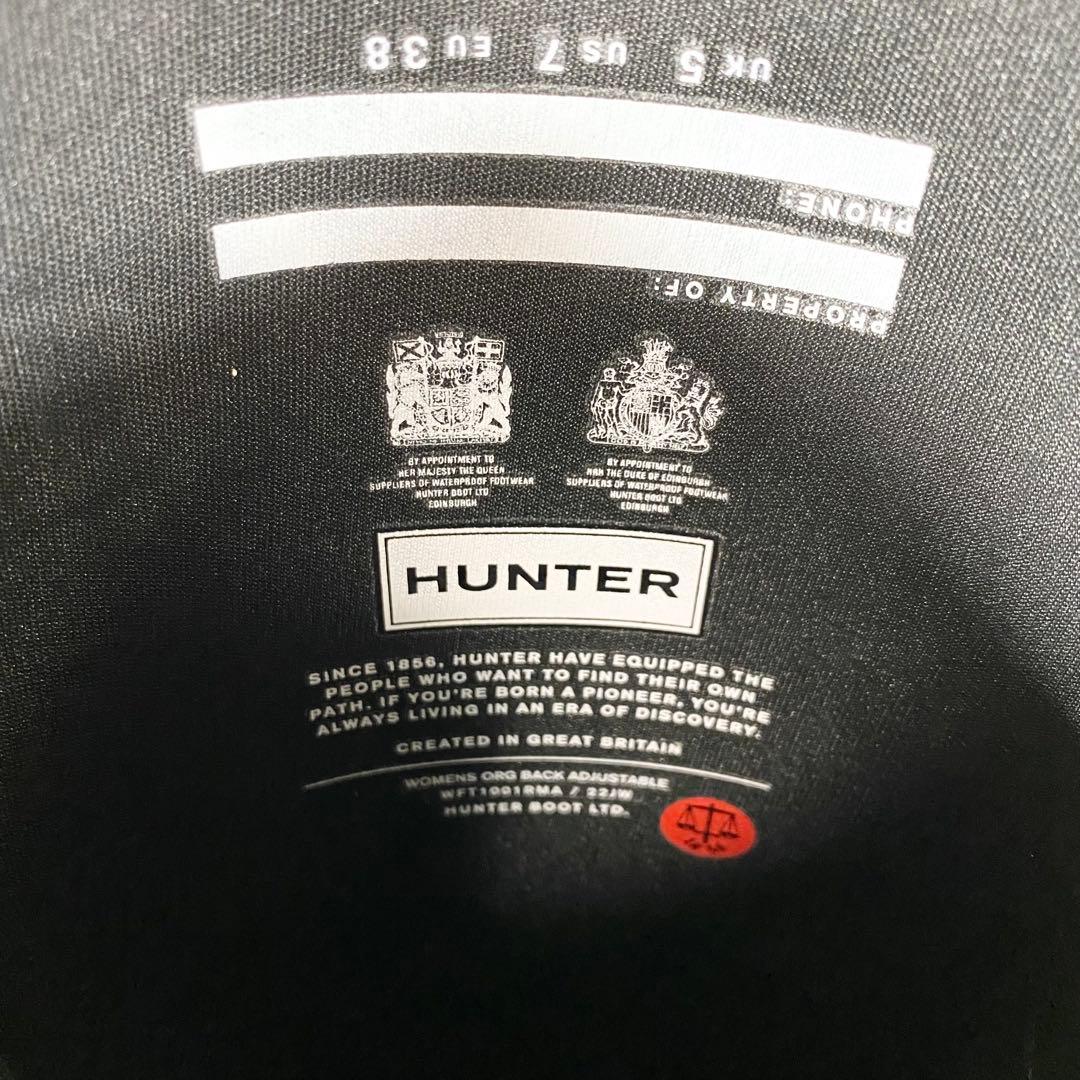 UK 5 US 7 EU 38
PHONE:
PROPERTY OF:
BY APPOINTMENT TO
HER MAJESTY THE QUEEN
SUPPLIERS OF WATERPROOF FOOTWEAR
HUNTER BOOT LTD
EDINBURGH
BY APPOINTMENT TO
HRH THE DUKE OF EDINBURGH
SUPPLIERS OF WATERPROOF FOOTWEAR
HUNTER BOOT LTD
EDINBURGH
HUNTER
SINCE 1856, HUNTER HAVE EQUIPPED THE
PEOPLE WHO WANT TO FIND THEIR OWN
PATH. IF YOU'RE BORN A PIONEER, YOU'RE
ALWAYS LIVING IN AN ERA OF DISCOVERY.
CREATED IN GREAT BRITAIN
WOMENS ORG BACK ADJUSTABLE
WFT1001RMA / 22JW
HUNTER BOOT LTD.